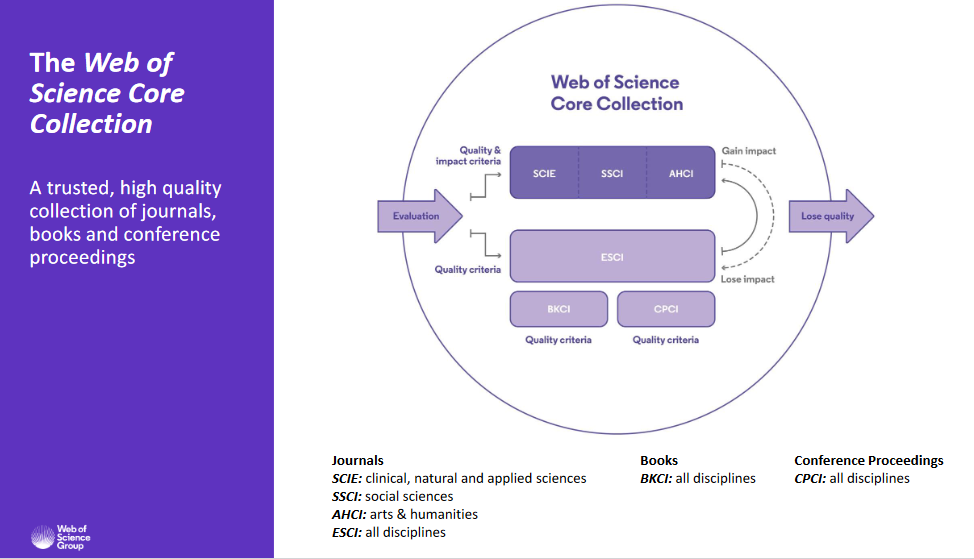 The Web of
Science Core
Collection
A trusted, high quality
collection of journals,
books and conference
proceedings
Web of
Science
Group
Web of Science
Core Collection
Quality &
impact criteria
SCIE
SSCI
AHCI
Gain impact
Evaluation
Lose quality
Quality criteria
ESCI
Lose impact
BKCI
CPCI
Quality criteria
Quality criteria
Journals
SCIE: clinical, natural and applied sciences
SSCI: social sciences
AHCI: arts & humanities
ESCI: all disciplines
Books
BKCI: all disciplines
Conference Proceedings
CPCI: all disciplines